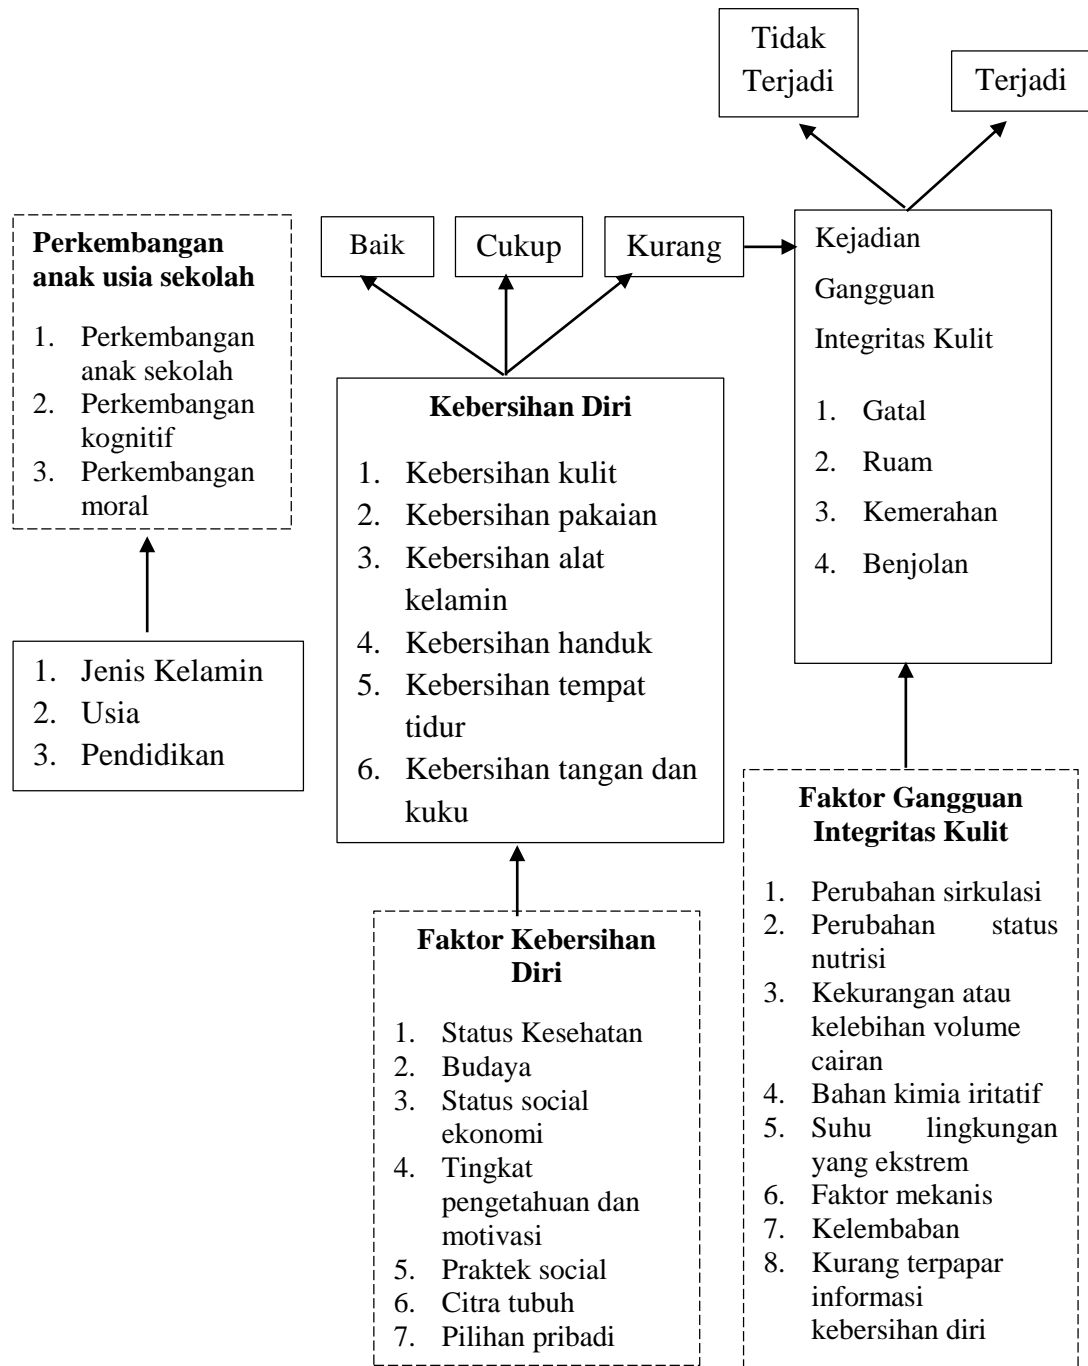 Tidak
Terjadi
Terjadi
Perkembangan
anak usia sekolah
1. Perkembangan
anak sekolah
2. Perkembangan
kognitif
3. Perkembangan
moral
Baik
Cukup
Kurang
Kejadian
Gangguan
Integritas Kulit
1. Gatal
2. Ruam
3. Kemerahan
4. Benjolan
Kebersihan Diri
1. Kebersihan kulit
2. Kebersihan pakaian
3. Kebersihan alat
kelamin
4. Kebersihan handuk
5. Kebersihan tempat
tidur
6. Kebersihan tangan dan
kuku
1. Jenis Kelamin
2. Usia
3. Pendidikan
Faktor Kebersihan
Diri
1. Status Kesehatan
2. Budaya
3. Status social
ekonomi
4. Tingkat
pengetahuan dan
motivasi
5. Praktek social
6. Citra tubuh
7. Pilihan pribadi
Faktor Gangguan
Integritas Kulit
1. Perubahan sirkulasi
2. Perubahan status
nutrisi
3. Kekurangan atau
kelebihan volume
cairan
4. Bahan kimia iritatif
5. Suhu lingkungan
yang ekstrem
6. Faktor mekanis
7. Kelembaban
8. Kurang terpapar
informasi
kebersihan diri